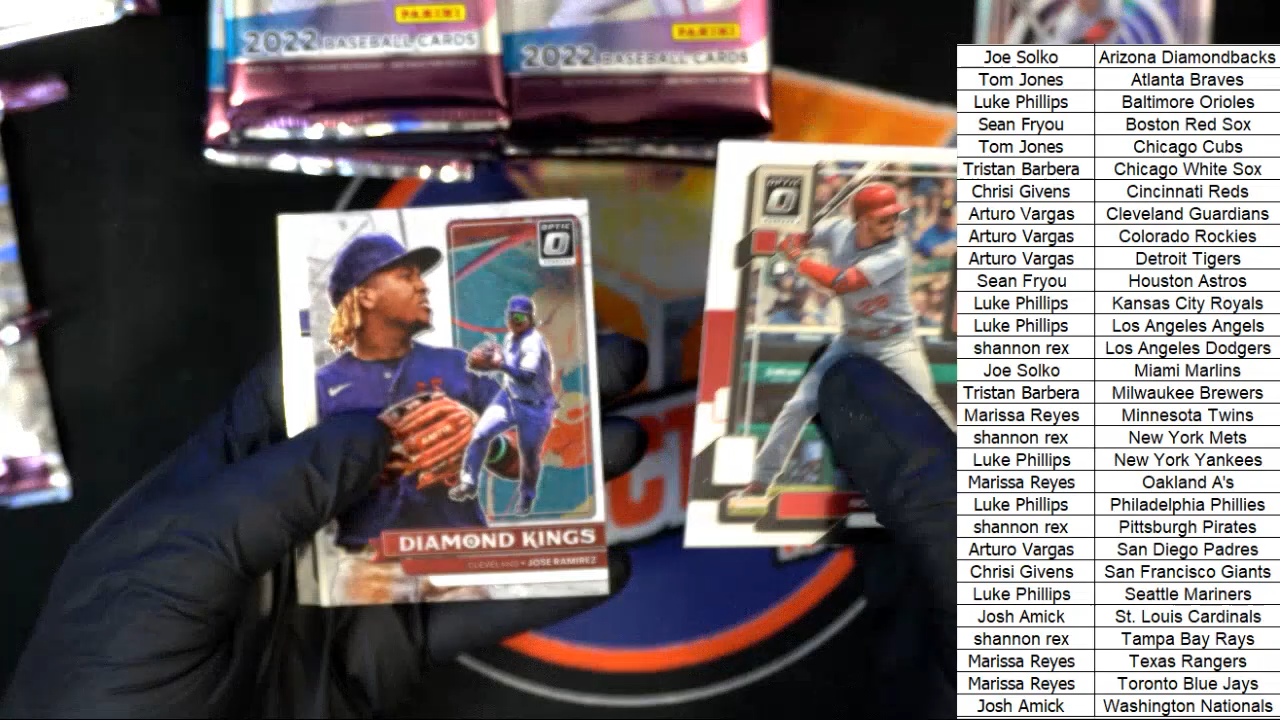 PANINI
2022 BASEBALL CARDS
PANINI
2022 BASEBALL CARDS
OPTIC
OPTIC
DIAMOND KINGS
CLEVELAND • JOSE RAMIREZ
Joe Solko Arizona Diamondbacks
Tom Jones Atlanta Braves
Luke Phillips Baltimore Orioles
Sean Fryou Boston Red Sox
Tom Jones Chicago Cubs
Tristan Barbera Chicago White Sox
Chrisi Givens Cincinnati Reds
Arturo Vargas Cleveland Guardians
Arturo Vargas Colorado Rockies
Arturo Vargas Detroit Tigers
Sean Fryou Houston Astros
Luke Phillips Kansas City Royals
Luke Phillips Los Angeles Angels
shannon rex Los Angeles Dodgers
Joe Solko Miami Marlins
Tristan Barbera Milwaukee Brewers
Marissa Reyes Minnesota Twins
shannon rex New York Mets
Luke Phillips New York Yankees
Marissa Reyes Oakland A's
Luke Phillips Philadelphia Phillies
shannon rex Pittsburgh Pirates
Arturo Vargas San Diego Padres
Chrisi Givens San Francisco Giants
Luke Phillips Seattle Mariners
Josh Amick St. Louis Cardinals
shannon rex Tampa Bay Rays
Marissa Reyes Texas Rangers
Marissa Reyes Toronto Blue Jays
Josh Amick Washington Nationals